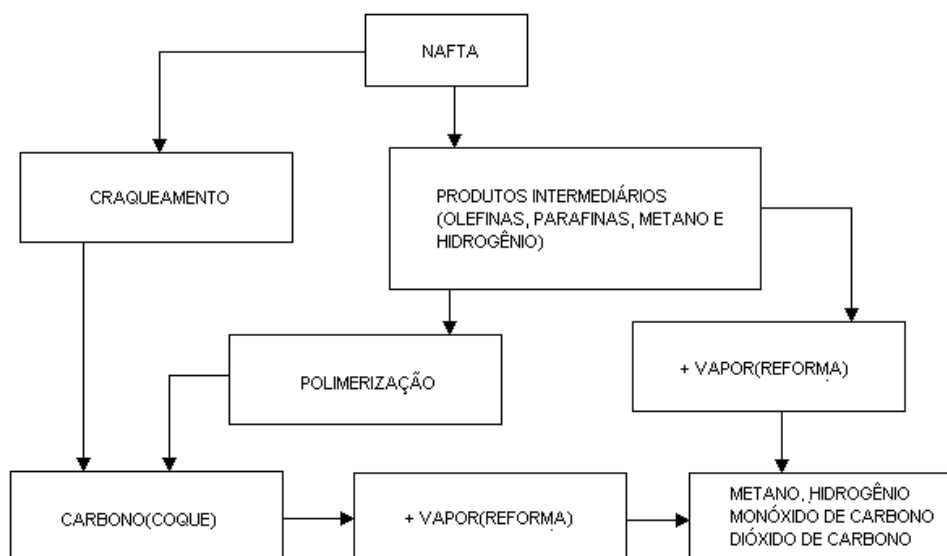 NAFTA
CRAQUEAMENTO
PRODUTOS INTERMEDIÁRIOS
(OLEFINAS, PARAFINAS, METANO E
HIDROGÊNIO)
POLIMERIZAÇÃO
+ VAPOR(REFORMA)
CARBONO(COQUE)
+ VAPOR(REFORMA)
METANO, HIDROGÊNIO
MONÓXIDO DE CARBONO
DIÓXIDO DE CARBONO